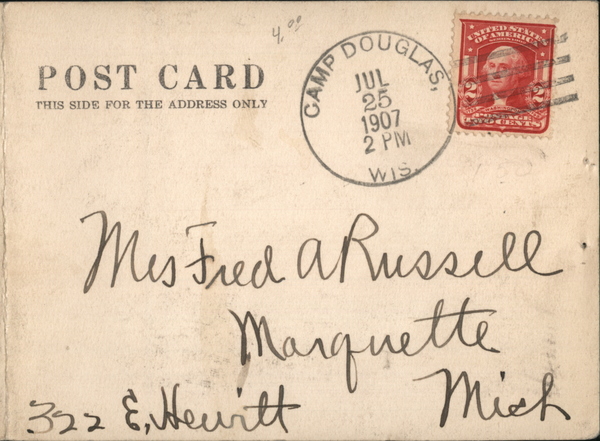 4.00
POST CARD
THIS SIDE FOR THE ADDRESS ONLY
CAMP DOUGLAS,
JUL
25
1907
2 PM
WIS.
UNITED STATES
OF AMERICA
2 2
POSTAGE
TWO CENTS
Mrs Fred A Russell
Marquette
Mich
322 E, Hewitt